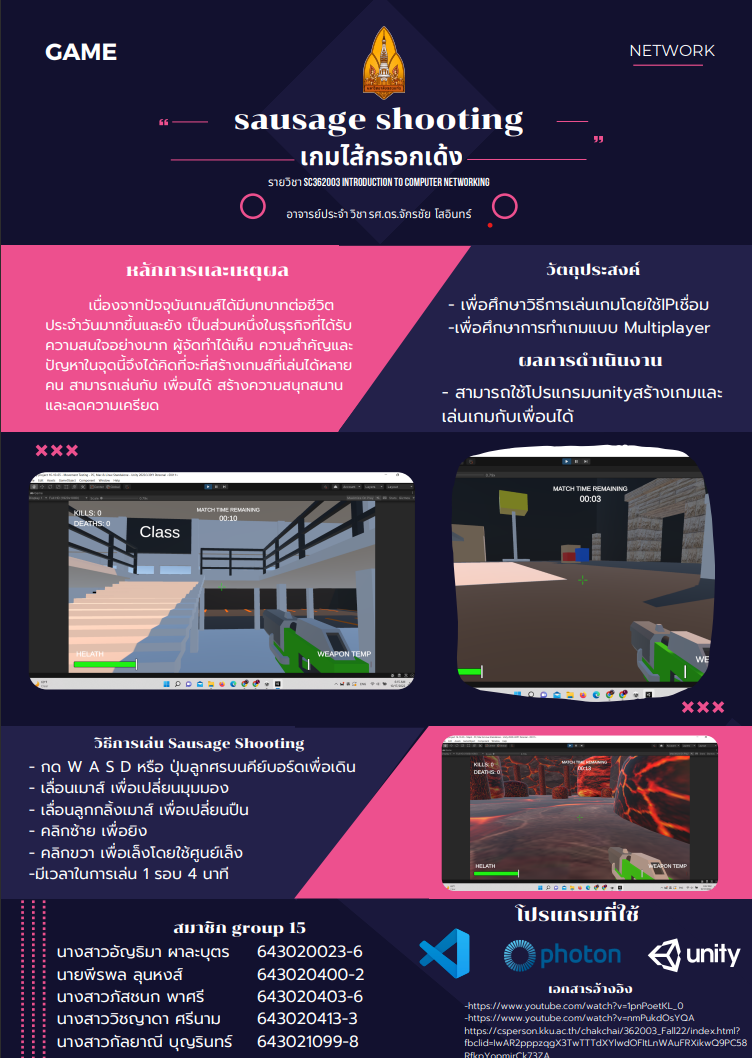 GAME
NETWORK
sausage shooting
เกมไส้กรอกเด้ง
รายวิชา SC362003 INTRODUCTION TO COMPUTER NETWORKING
อาจารย์ประจำ วิชา รศ.ดร.จักรชัย โสอินทร์
หลักการและเหตุผล
เนื่องจากปัจจุบันเกมส์ได้มีบทบาทต่อชีวิต
ประจำวันมากขึ้นและยัง เป็นส่วนหนึ่งในธุรกิจที่ได้รับ
ความสนใจอย่างมาก ผู้จัดทำได้เห็น ความสำคัญและ
ปัญหาในจุดนี้จึงได้คิดที่จะที่สร้างเกมส์ที่เล่นได้หลาย
คน สามารถเล่นกับ เพื่อนได้ สร้างความสนุกสนาน
และลดความเครียด
วัตถุประสงค์
- เพื่อศึกษาวิธีการเล่นเกมโดยใช้IPเชื่อม
-เพื่อศึกษาการทำเกมแบบ Multiplayer
ผลการดำเนินงาน
- สามารถใช้โปรแกรมunityสร้างเกมและ
เล่นเกมกับเพื่อนได้
KILLS: 0
DEATHS: 0
MATCH TIME REMAINING
00:10
Class
HELATH
WEAPON TEMP
MATCH TIME REMAINING
00:03
WE
วิธีการเล่น Sausage Shooting
- กด W A S D หรือ ปุ่มลูกศรบนคีย์บอร์ดเพื่อเดิน
- เลื่อนเมาส์ เพื่อเปลี่ยนมุมมอง
- เลื่อนลูกกลิ้งเมาส์ เพื่อเปลี่ยนปืน
- คลิกซ้าย เพื่อยิง
- คลิกขวา เพื่อเล็งโดยใช้ศูนย์เล็ง
-มีเวลาในการเล่น 1 รอบ 4 นาที
KILLS: 0
DEATHS: 0
MATCH TIME REMAINING
00:12
HELATH
WEAPON TEMP
สมาชิก group 15
นางสาวอัญธิมา ผาละบุตร 643020023-6
นายพีรพล ลุนหงส์ 643020400-2
นางสาวภัสชนก พาศรี 643020403-6
นางสาววิชญาดา ศรีนาม 643020413-3
นางสาวกัลยาณี บุญรินทร์ 643021099-8
โปรแกรมที่ใช้
photon
unity
เอกสารอ้างอิง
-https://www.youtube.com/watch?v=1pnPoetKL_0
-https://www.youtube.com/watch?v=nmPukdOsYQA
https://csperson.kku.ac.th/chakchai/362003_Fall22/index.html?
fbclid=IwAR2pppzqgX3TwTTTdXYlwdOFltLnWAuFRXikwQ9PC58